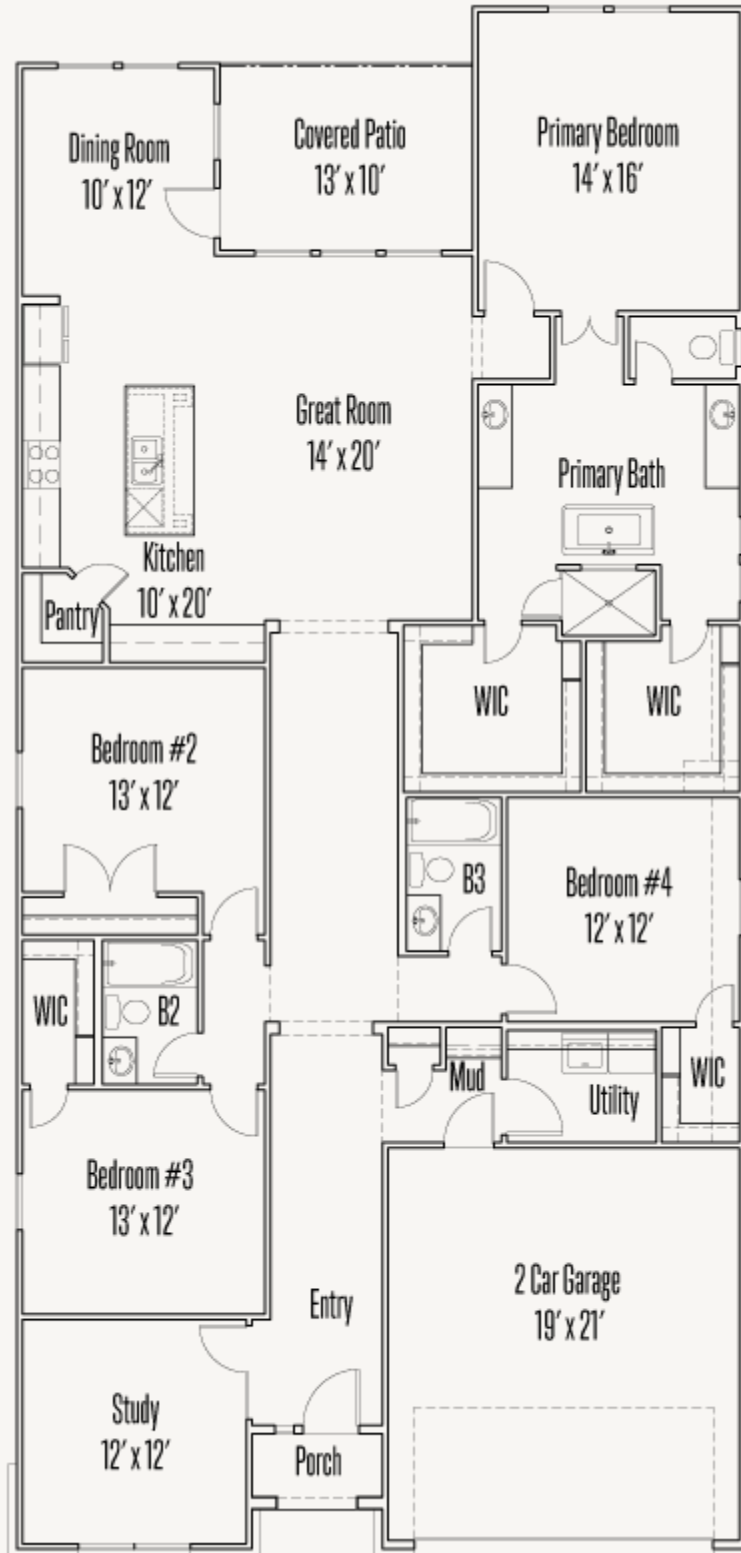 Primary Bedroom
14' x 16'
Covered Patio
13' x 10'
Dining Room
10' x 12'
Great Room
14' x 20'
Primary Bath
Kitchen
10' x 20'
Pantry
WIC
WIC
Bedroom #2
13' x 12'
B3
Bedroom #4
12' x 12'
WIC
B2
Mud
Utility
WIC
Bedroom #3
13' x 12'
Entry
2 Car Garage
19' x 21'
Study
12' x 12'
Porch